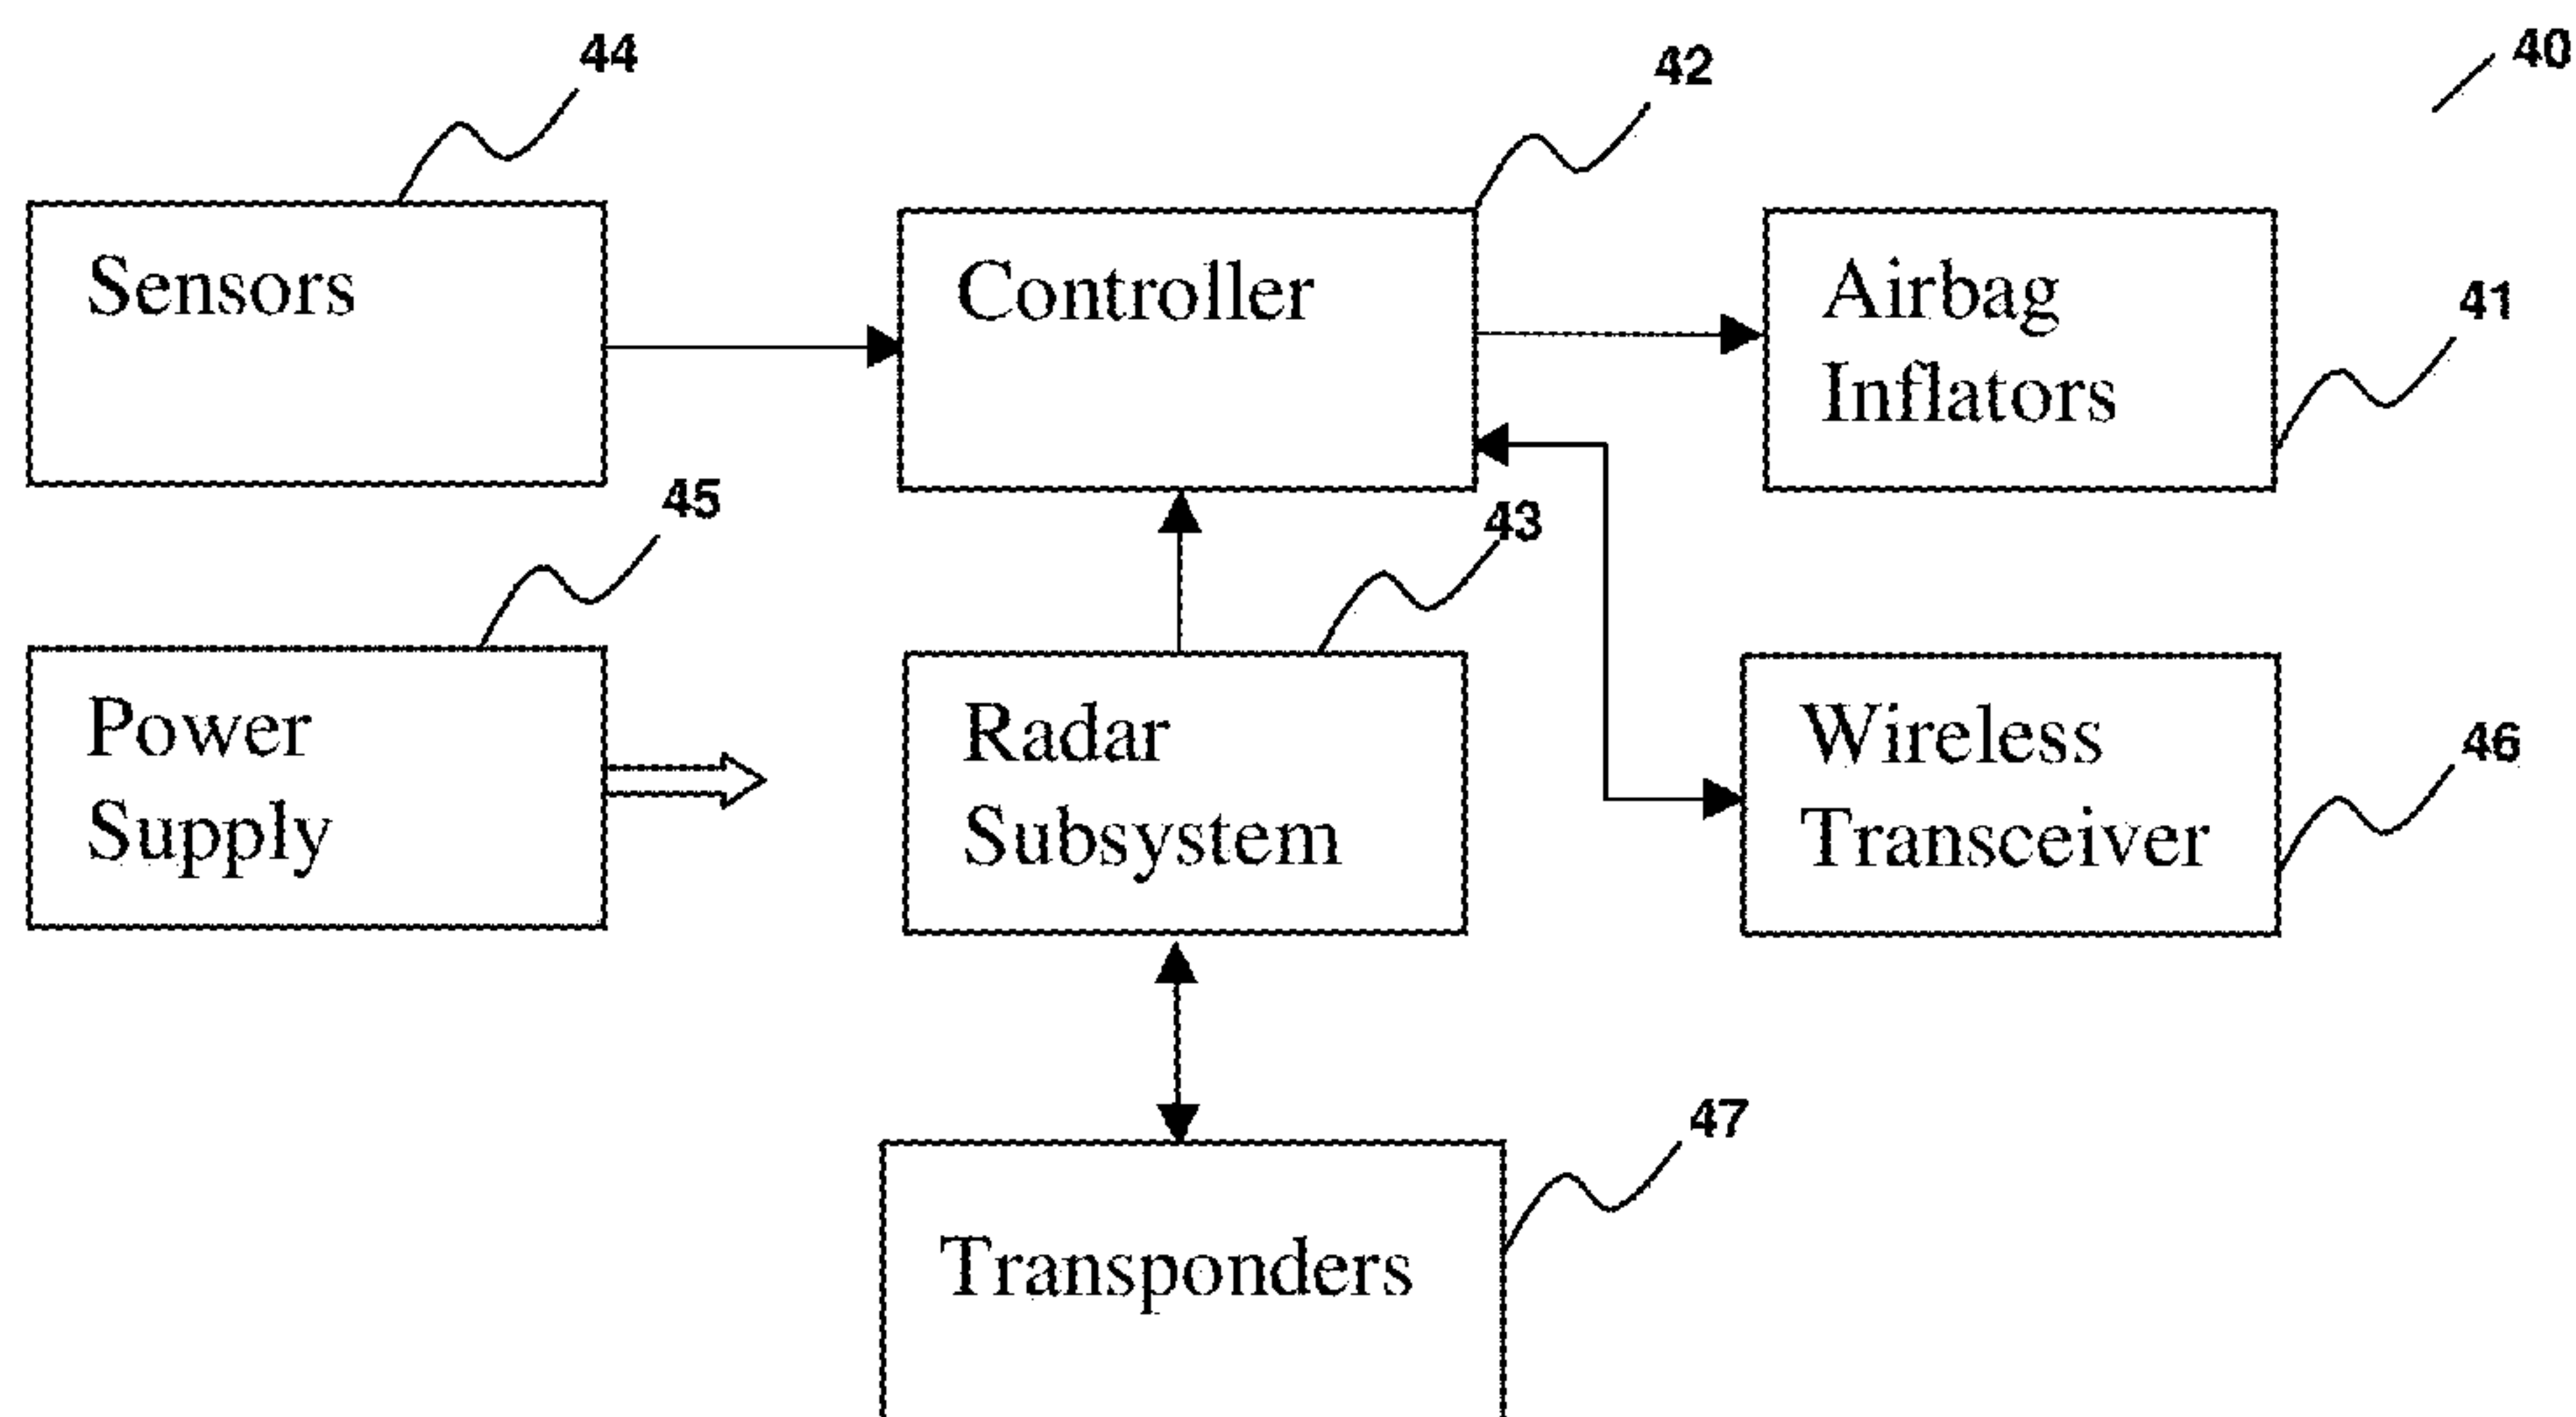 44
42
40
Sensors
Controller
Airbag
Inflators
41
45
43
Power
Supply
Radar
Subsystem
Wireless
Transceiver
46
47
Transponders